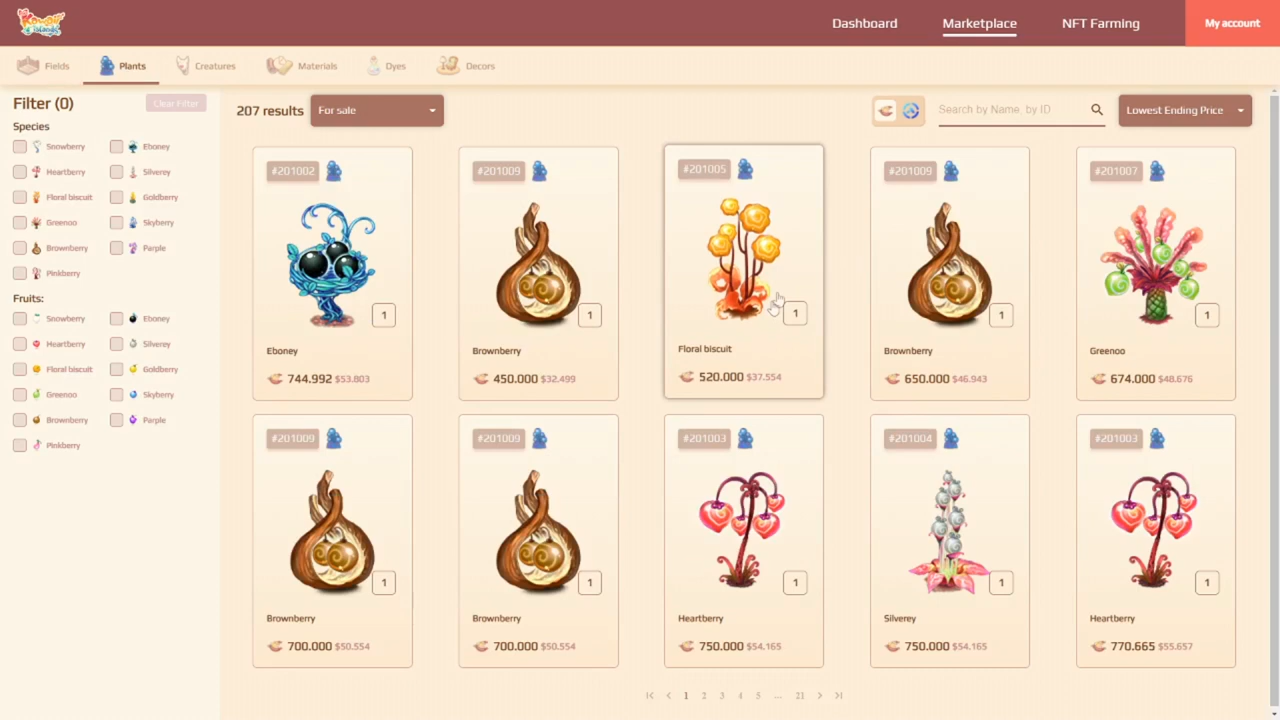 Kawaii Islands
Dashboard
Marketplace
NFT Farming
My account
Fields
Plants
Creatures
Materials
Dyes
Decors
Filter (0)
Clear Filter
Species
Snowberry
Eboney
Heartberry
Silverey
Floral biscuit
Goldberry
Greenoo
Skyberry
Brownberry
Parple
Pinkberry
Fruits:
Snowberry
Eboney
Heartberry
Silverey
Floral biscuit
Goldberry
Greenoo
Skyberry
Brownberry
Parple
Pinkberry
207 results
For sale
Search by Name, by ID
Lowest Ending Price
#201002
1
Eboney
744.992 $53.803
#201009
1
Brownberry
450.000 $32.499
#201005
1
Floral biscuit
520.000 $37.554
#201009
1
Brownberry
650.000 $46.943
#201007
1
Greenoo
674.000 $48.676
#201009
1
Brownberry
700.000 $50.554
#201009
1
Brownberry
700.000 $50.554
#201003
1
Heartberry
750.000 $54.165
#201004
1
Silverey
750.000 $54.165
#201003
1
Heartberry
770.665 $55.657
1 2 3 4 5 ... 21